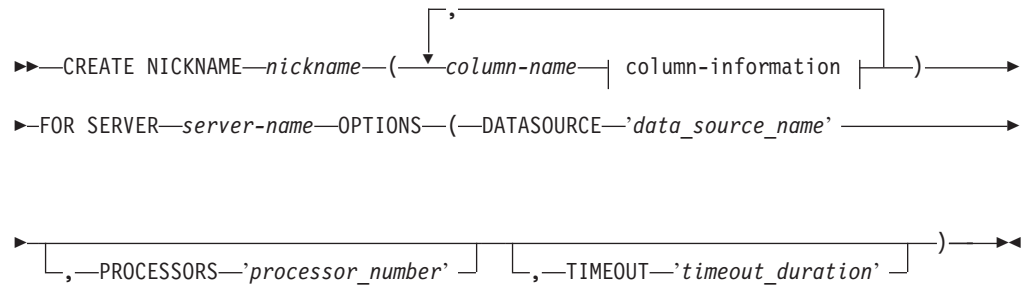 ,
CREATE NICKNAME nickname ( column-name column-information )
FOR SERVER server-name OPTIONS ( DATASOURCE ’data_source_name’
)
, PROCESSORS ’processor_number’ , TIMEOUT ’timeout_duration’